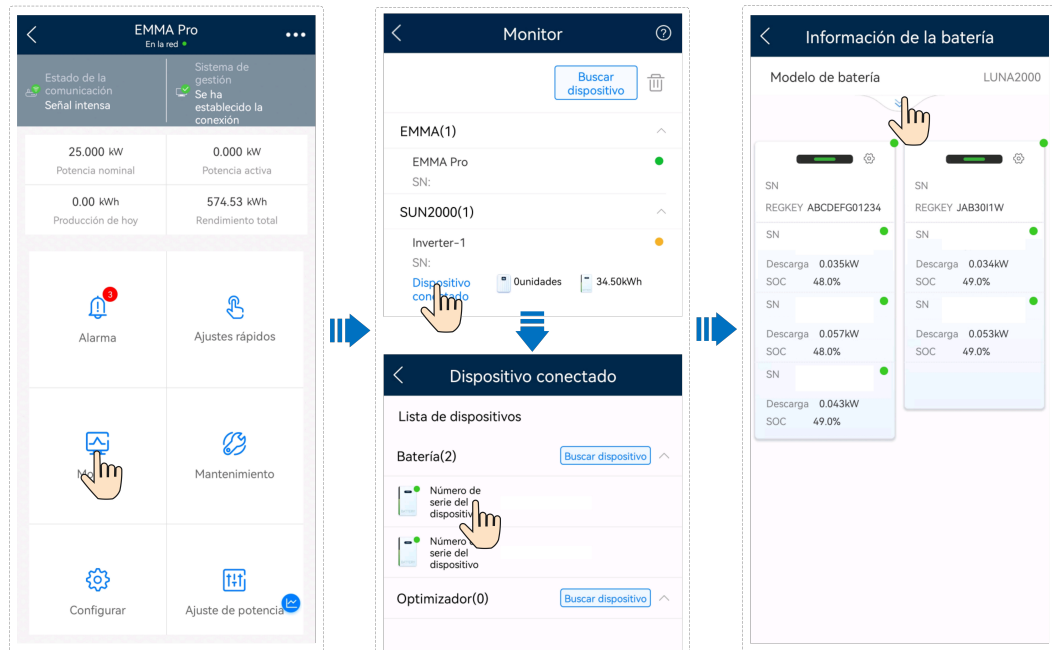 EMMA Pro
En la red
Estado de la
comunicación
Señal intensa
Sistema de
gestión
Se ha
establecido la
conexión
25.000 kW
Potencia nominal
0.000 kW
Potencia activa
0.00 kWh
Producción de hoy
574.53 kWh
Rendimiento total
3
Alarma
Ajustes rápidos
Mantenimiento
Configurar
Ajuste de potencia
Monitor
Buscar
dispositivo
EMMA(1)
EMMA Pro
SN:
SUN2000(1)
Inverter-1
SN:
Dispositivo
conectado
0unidades
34.50kWh
Dispositivo conectado
Lista de dispositivos
Batería(2)
Buscar dispositivo
Número de
serie del
dispositivo
Número de
serie del
dispositivo
Optimizador(0)
Buscar dispositivo
Información de la batería
Modelo de batería
LUNA2000
SN
REGKEY ABCDEFG01234
SN
Descarga 0.035kW
SOC 48.0%
SN
Descarga 0.057kW
SOC 48.0%
SN
Descarga 0.043kW
SOC 49.0%
SN
REGKEY JAB30I1W
SN
Descarga 0.034kW
SOC 49.0%
SN
Descarga 0.053kW
SOC 49.0%